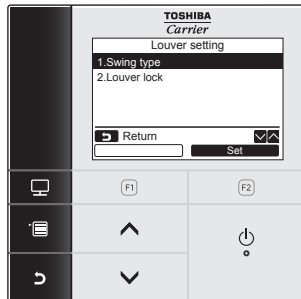 TOSHIBA
Carrier
Louver setting
1.Swing type
2.Louver lock
Return
Set
F1
F2